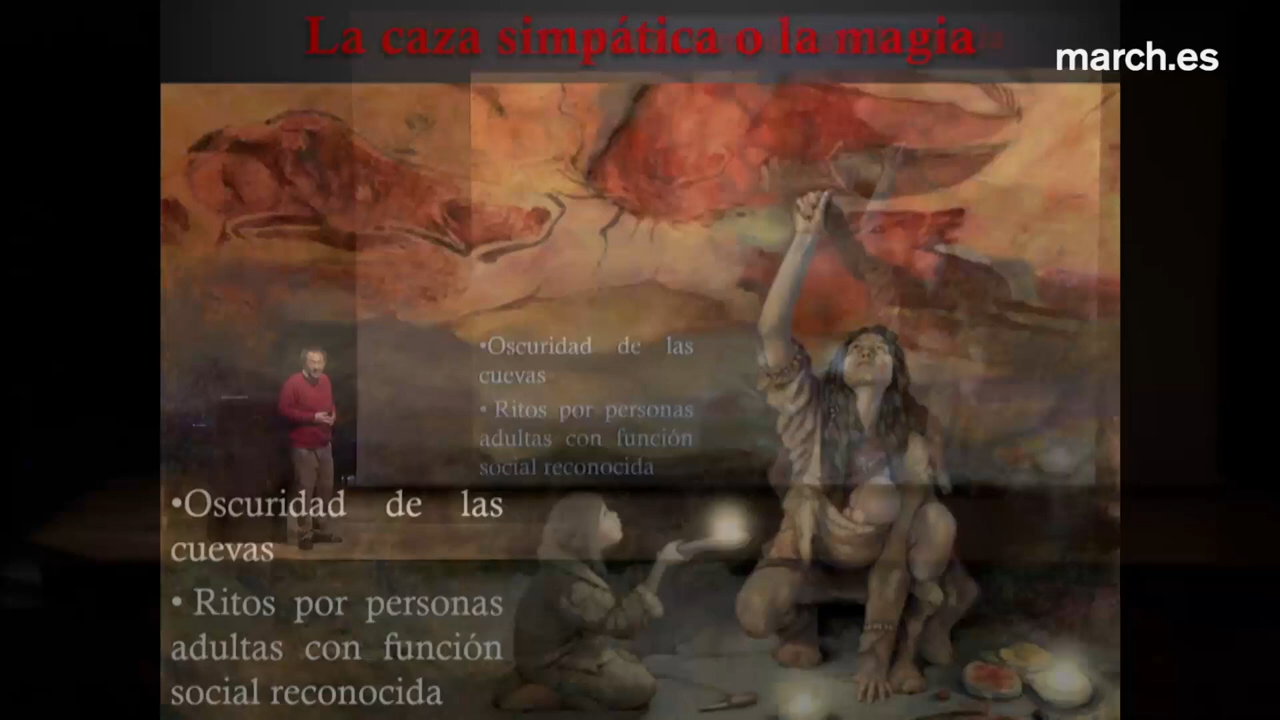 La caza simpática o la magia
march.es
•Oscuridad de las
cuevas
• Ritos por personas
adultas con función
social reconocida
•Oscuridad de las
cuevas
• Ritos por personas
adultas con función
social reconocida